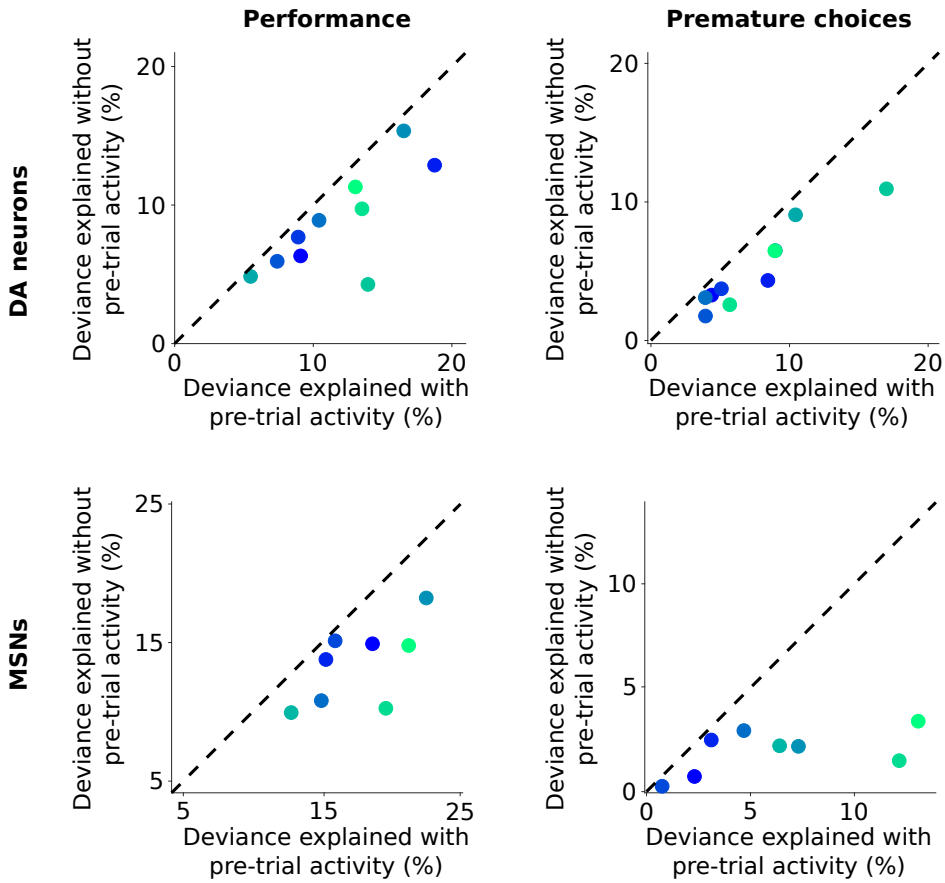 Performance
Premature choices
DA neurons
Deviance explained without
pre-trial activity (%)
20
10
0
0
10
20
Deviance explained with
pre-trial activity (%)
Deviance explained without
pre-trial activity (%)
20
10
0
0
10
20
Deviance explained with
pre-trial activity (%)
MSNs
Deviance explained without
pre-trial activity (%)
25
15
5
5
15
25
Deviance explained with
pre-trial activity (%)
Deviance explained without
pre-trial activity (%)
10
5
0
0
5
10
Deviance explained with
pre-trial activity (%)